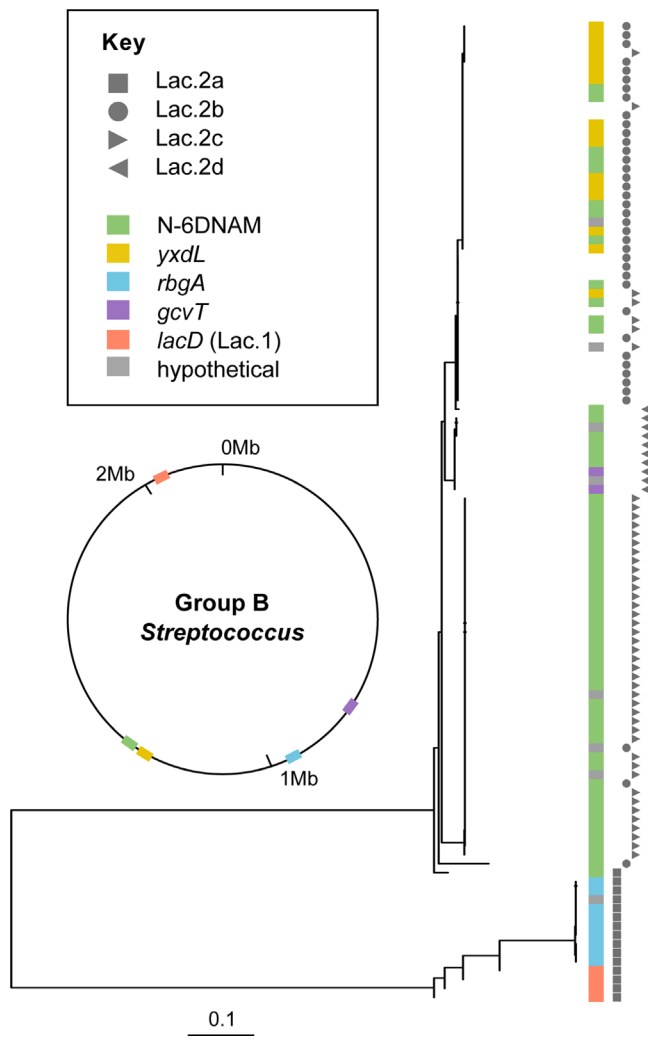 Key
Lac.2a
Lac.2b
Lac.2c
Lac.2d
N-6DNAM
yxdL
rbgA
gcvT
lacD (Lac.1)
hypothetical
0Mb
2Mb
Group B
Streptococcus
1Mb
0.1